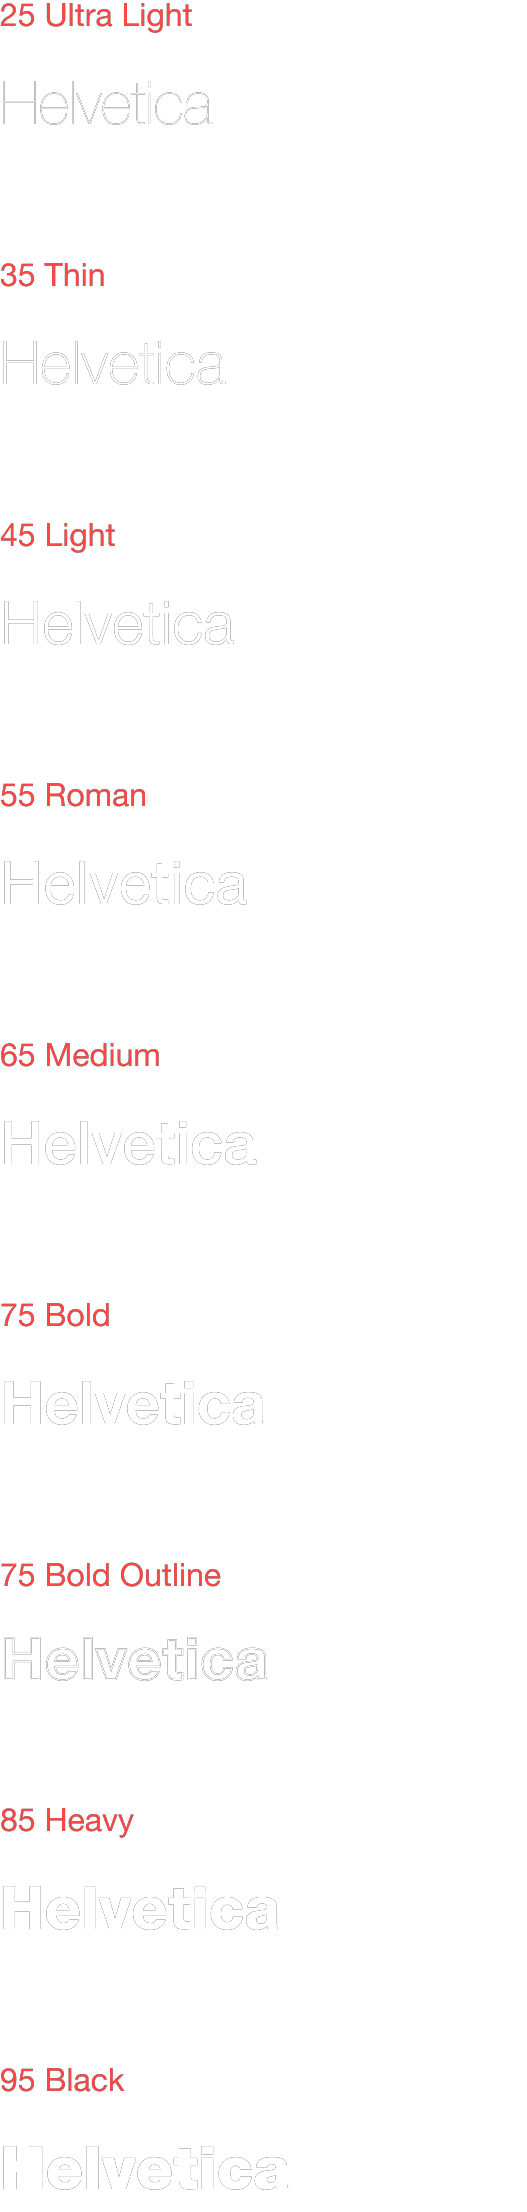 25 Ultra Light
Helvetica
35 Thin
Helvetica
45 Light
Helvetica
55 Roman
Helvetica
65 Medium
Helvetica
75 Bold
Helvetica
75 Bold Outline
Helvetica
85 Heavy
Helvetica
95 Black
Helvetica